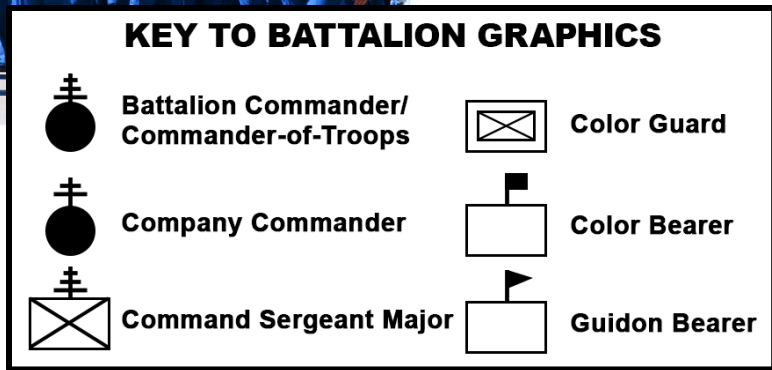 KEY TO BATTALION GRAPHICS
Battalion Commander/
Commander-of-Troops
Company Commander
Command Sergeant Major
Color Guard
Color Bearer
Guidon Bearer